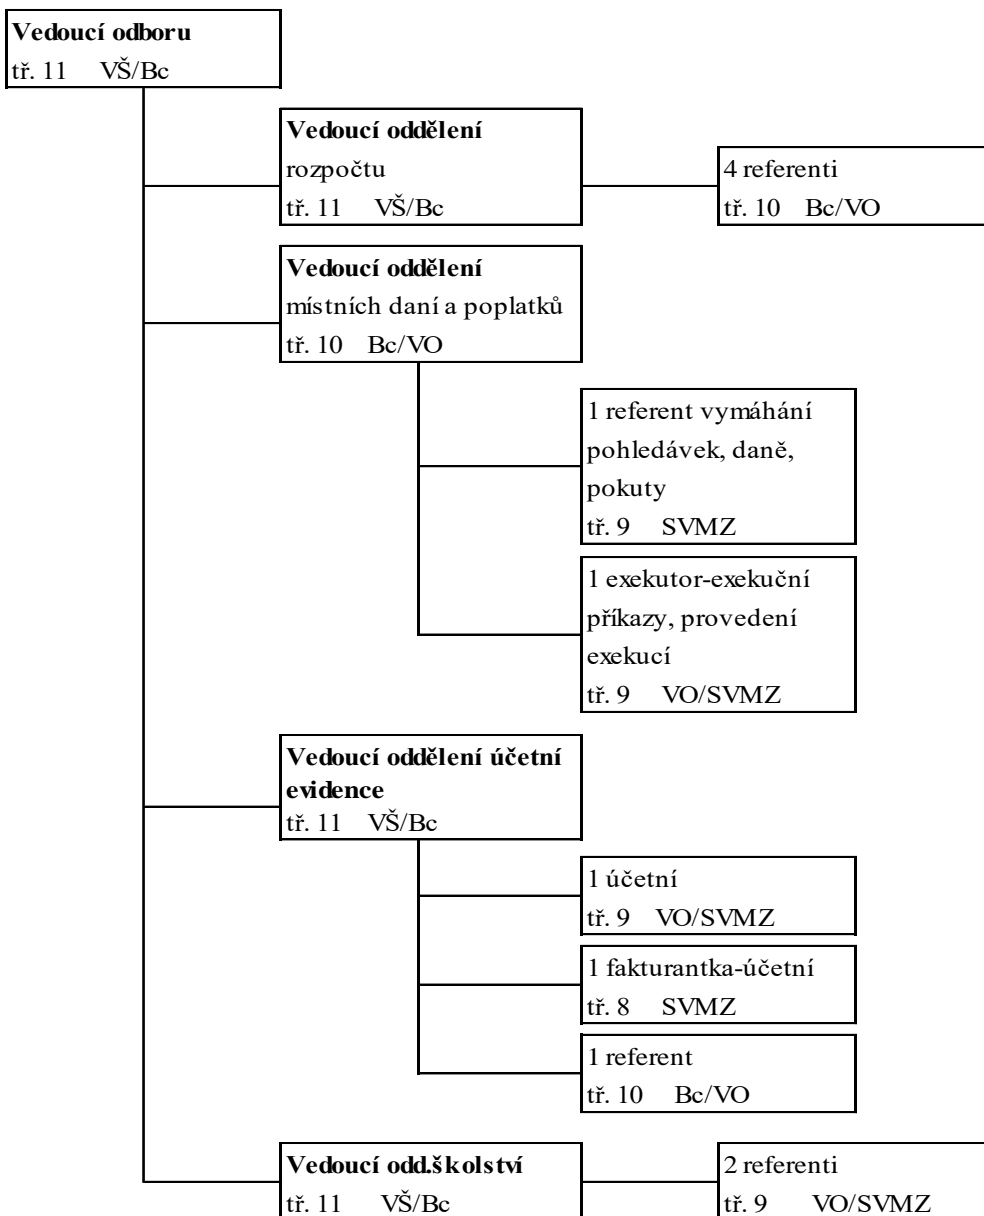 Vedoucí odboru
tř. 11 VŠ/Bc
Vedoucí oddělení
rozpočtu
tř. 11 VŠ/Bc
4 referenti
tř. 10 Bc/VO
Vedoucí oddělení
místních daní a poplatků
tř. 10 Bc/VO
1 referent vymáhání
pohledávek, daně,
pokuty
tř. 9 SVMZ
1 exekutor-exekuční
příkazy, provedení
exekucí
tř. 9 VO/SVMZ
Vedoucí oddělení účetní
evidence
tř. 11 VŠ/Bc
1 účetní
tř. 9 VO/SVMZ
1 fakturantka-účetní
tř. 8 SVMZ
1 referent
tř. 10 Bc/VO
Vedoucí odd.školství
tř. 11 VŠ/Bc
2 referenti
tř. 9 VO/SVMZ